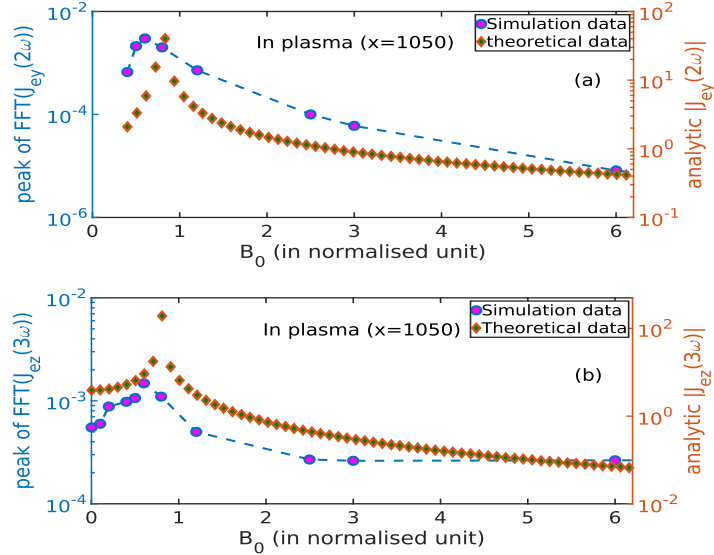 10^-2
10^-4
10^-6
peak of FFT(J_ey(2ω))
In plasma (x=1050)
Simulation data
theoretical data
(a)
10^2
10^1
10^0
10^-1
analytic |J_ey(2ω)|
0 1 2 3 4 5 6
B_0 (in normalised unit)
10^-2
10^-3
10^-4
peak of FFT(J_ez(3ω))
In plasma (x=1050)
Simulation data
Theoretical data
(b)
10^2
10^0
10^-2
analytic |J_ez(3ω)|
0 1 2 3 4 5 6
B_0 (in normalised unit)